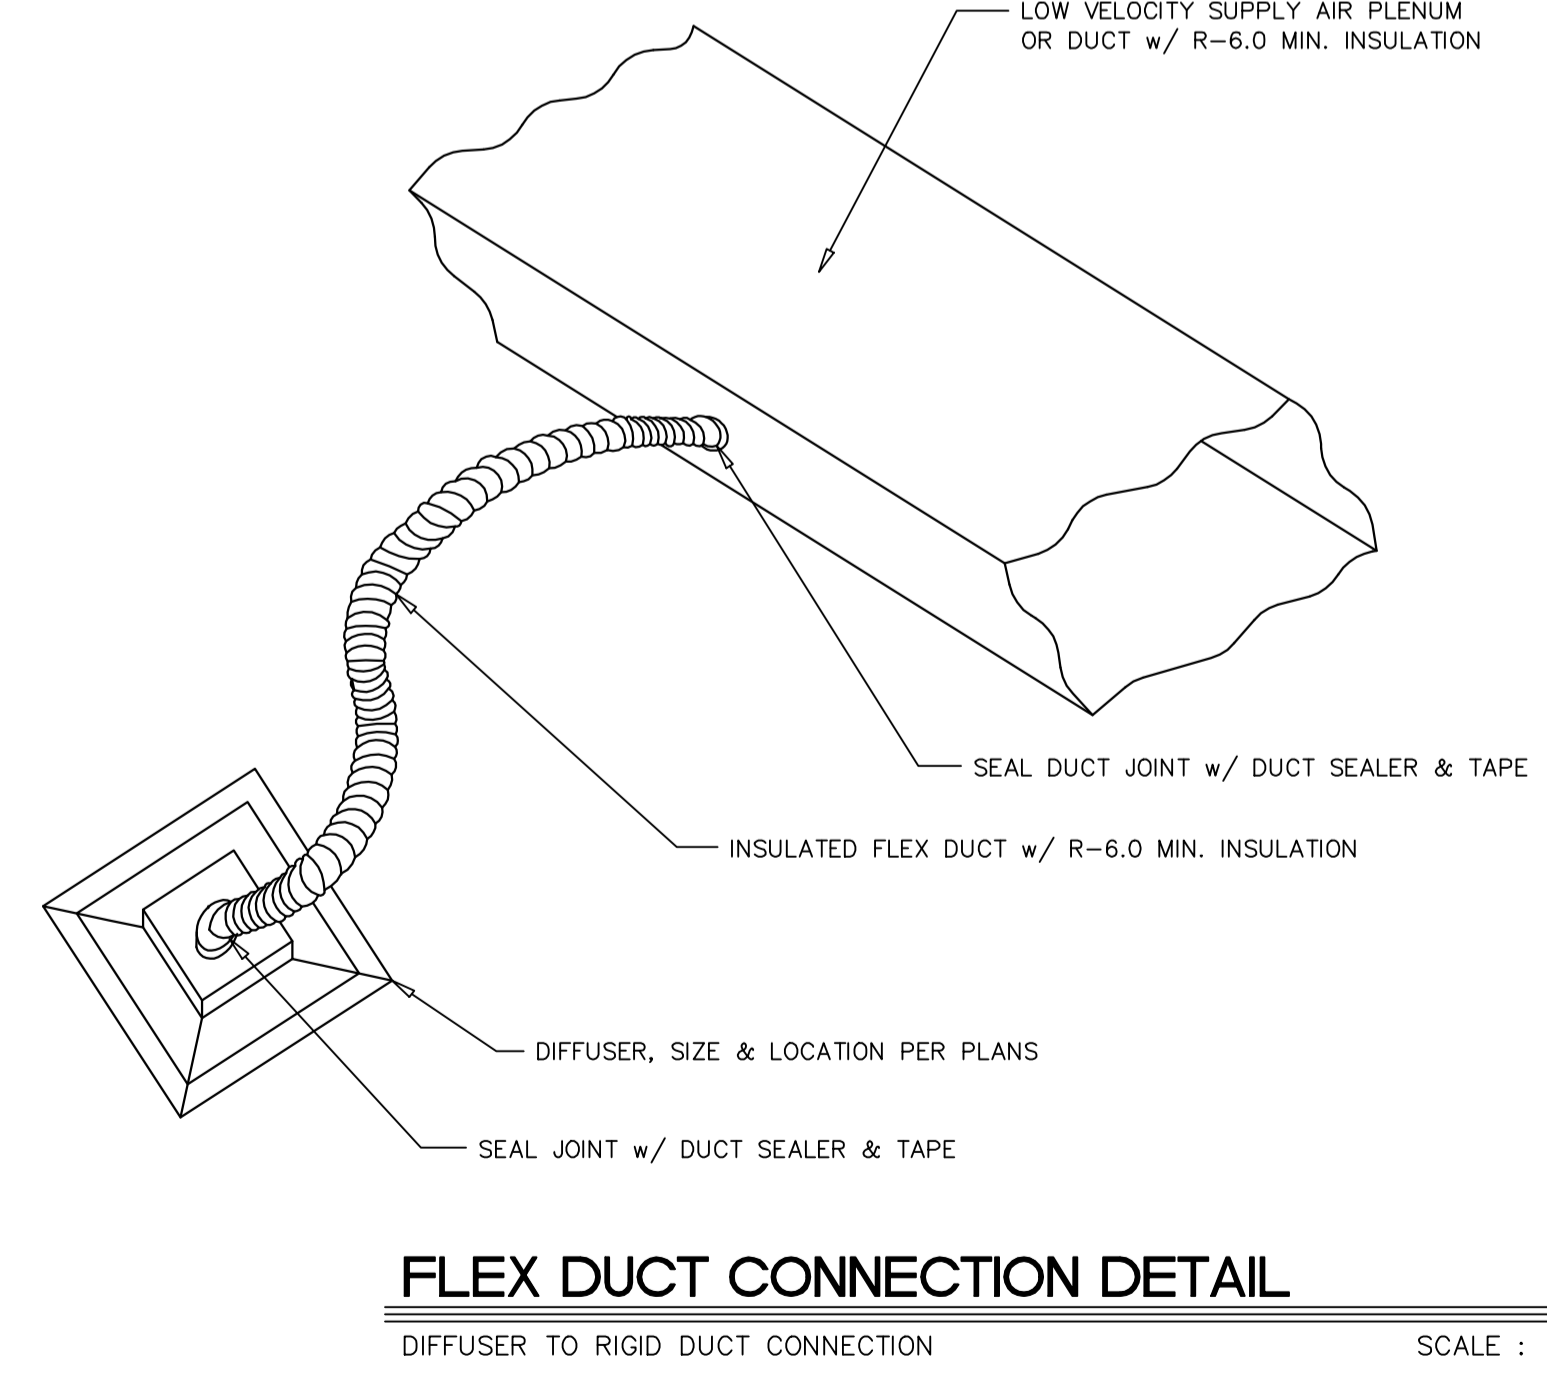 LOW VELOCITY SUPPLY AIR PLENUM
OR DUCT w/ R-6.0 MIN. INSULATION
SEAL DUCT JOINT w/ DUCT SEALER & TAPE
INSULATED FLEX DUCT w/ R-6.0 MIN. INSULATION
DIFFUSER, SIZE & LOCATION PER PLANS
SEAL JOINT w/ DUCT SEALER & TAPE
FLEX DUCT CONNECTION DETAIL
DIFFUSER TO RIGID DUCT CONNECTION
SCALE :